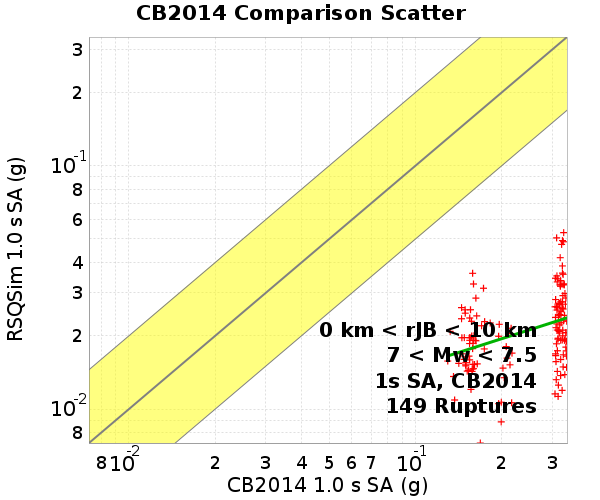 CB2014 Comparison Scatter
RSQSim 1.0 s SA (g)
3
2
10⁻¹
8
6
4
3
2
10⁻²
8
0 km < rJB < 10 km
7 < Mw < 7.5
1s SA, CB2014
149 Ruptures
8 10⁻² 2 3 4 5 6 7 10⁻¹ 2 3
CB2014 1.0 s SA (g)